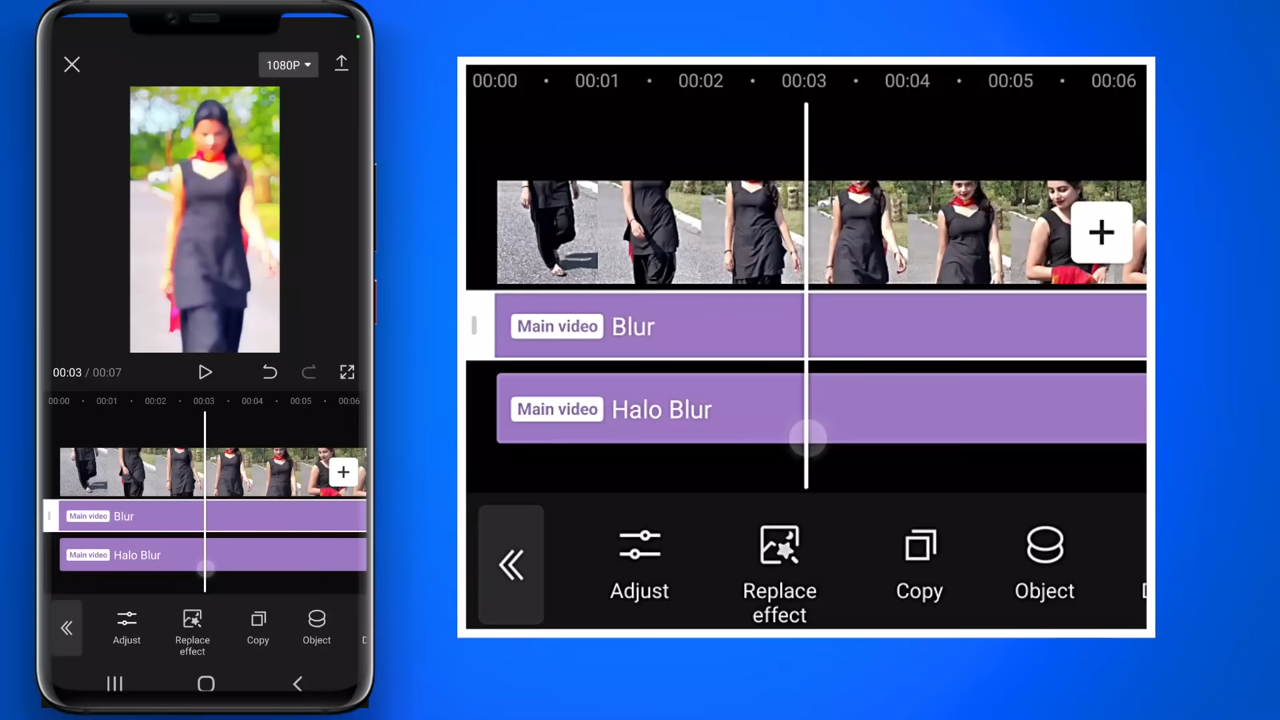 1080P
00:03 / 00:07
00:00 00:01 00:02 00:03 00:04 00:05 00:06
Main video Blur
Main video Halo Blur
Adjust
Replace
effect
Copy
Object
D
00:00 00:01 00:02 00:03 00:04 00:05 00:06
Main video Blur
Main video Halo Blur
Adjust
Replace
effect
Copy
Object